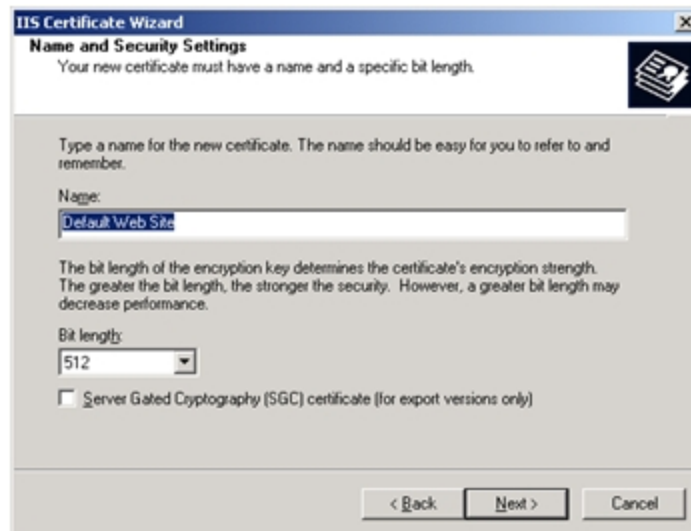 IIS Certificate Wizard
Name and Security Settings
Your new certificate must have a name and a specific bit length.
Type a name for the new certificate. The name should be easy for you to refer to and
remember.
Name:
Default Web Site
The bit length of the encryption key determines the certificate's encryption strength.
The greater the bit length, the stronger the security. However, a greater bit length may
decrease performance.
Bit length:
512
Server Gated Cryptography (SGC) certificate (for export versions only)
< Back
Next >
Cancel